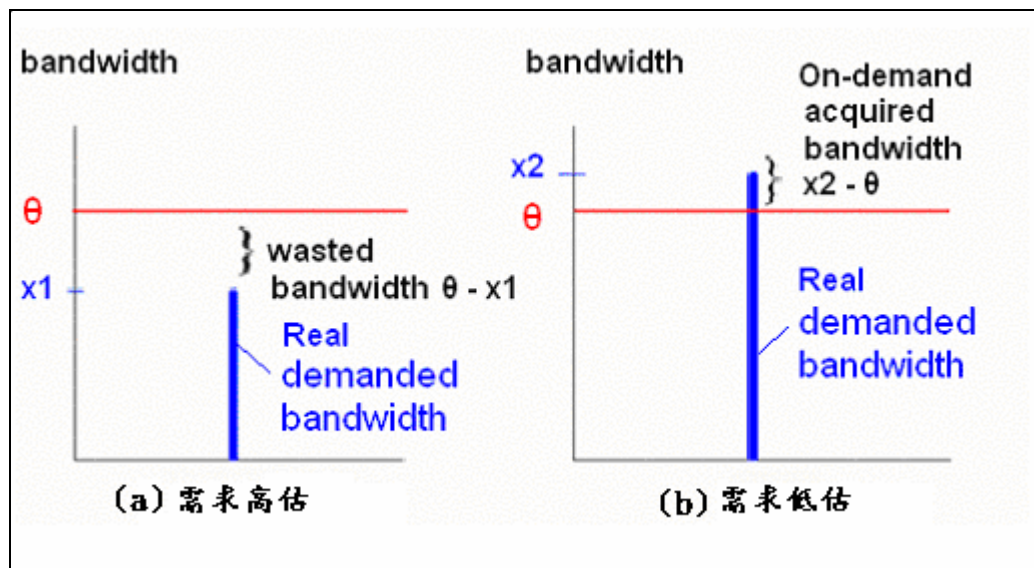 bandwidth
θ
x1
wasted
bandwidth θ - x1
Real
demanded
bandwidth
(a) 需求高估
bandwidth
On-demand
acquired
bandwidth
x2 - θ
x2
θ
Real
demanded
bandwidth
(b) 需求低估